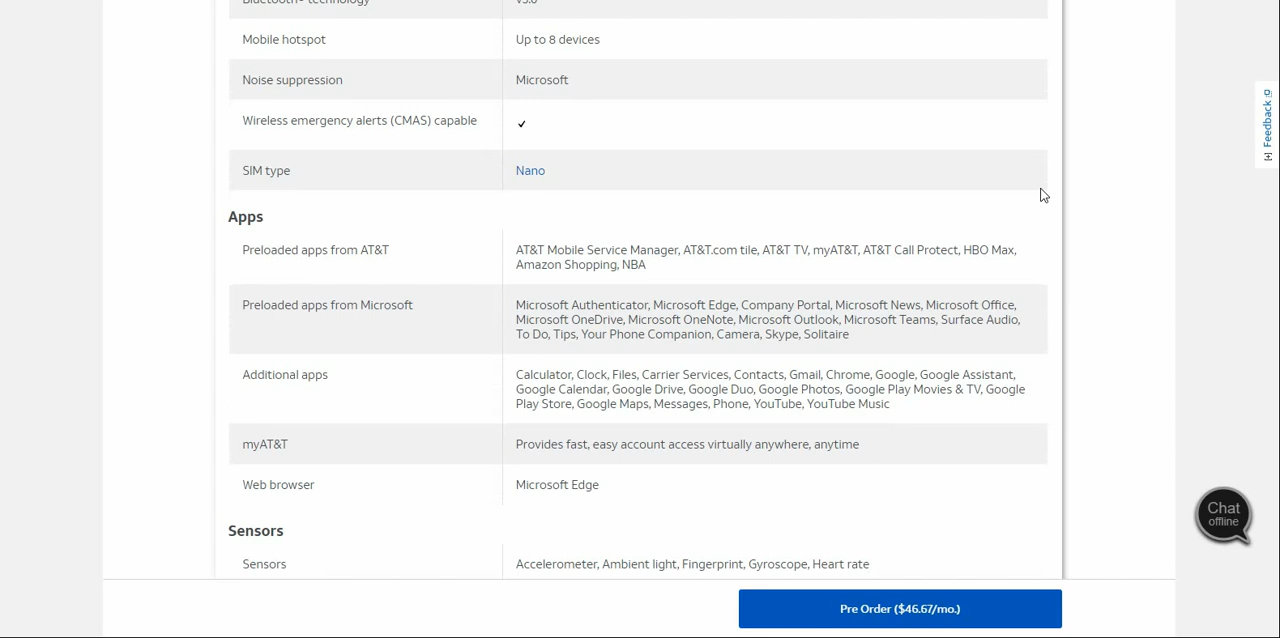 Bluetooth® technology v5.0
Mobile hotspot Up to 8 devices
Noise suppression Microsoft
Wireless emergency alerts (CMAS) capable ✓
SIM type Nano
Apps
Preloaded apps from AT&T AT&T Mobile Service Manager, AT&T.com tile, AT&T TV, myAT&T, AT&T Call Protect, HBO Max,
Amazon Shopping, NBA
Preloaded apps from Microsoft Microsoft Authenticator, Microsoft Edge, Company Portal, Microsoft News, Microsoft Office,
Microsoft OneDrive, Microsoft OneNote, Microsoft Outlook, Microsoft Teams, Surface Audio,
To Do, Tips, Your Phone Companion, Camera, Skype, Solitaire
Additional apps Calculator, Clock, Files, Carrier Services, Contacts, Gmail, Chrome, Google, Google Assistant,
Google Calendar, Google Drive, Google Duo, Google Photos, Google Play Movies & TV, Google
Play Store, Google Maps, Messages, Phone, YouTube, YouTube Music
myAT&T Provides fast, easy account access virtually anywhere, anytime
Web browser Microsoft Edge
Sensors
Sensors Accelerometer, Ambient light, Fingerprint, Gyroscope, Heart rate
Pre Order ($46.67/mo.)
[+] Feedback
Chat
offline